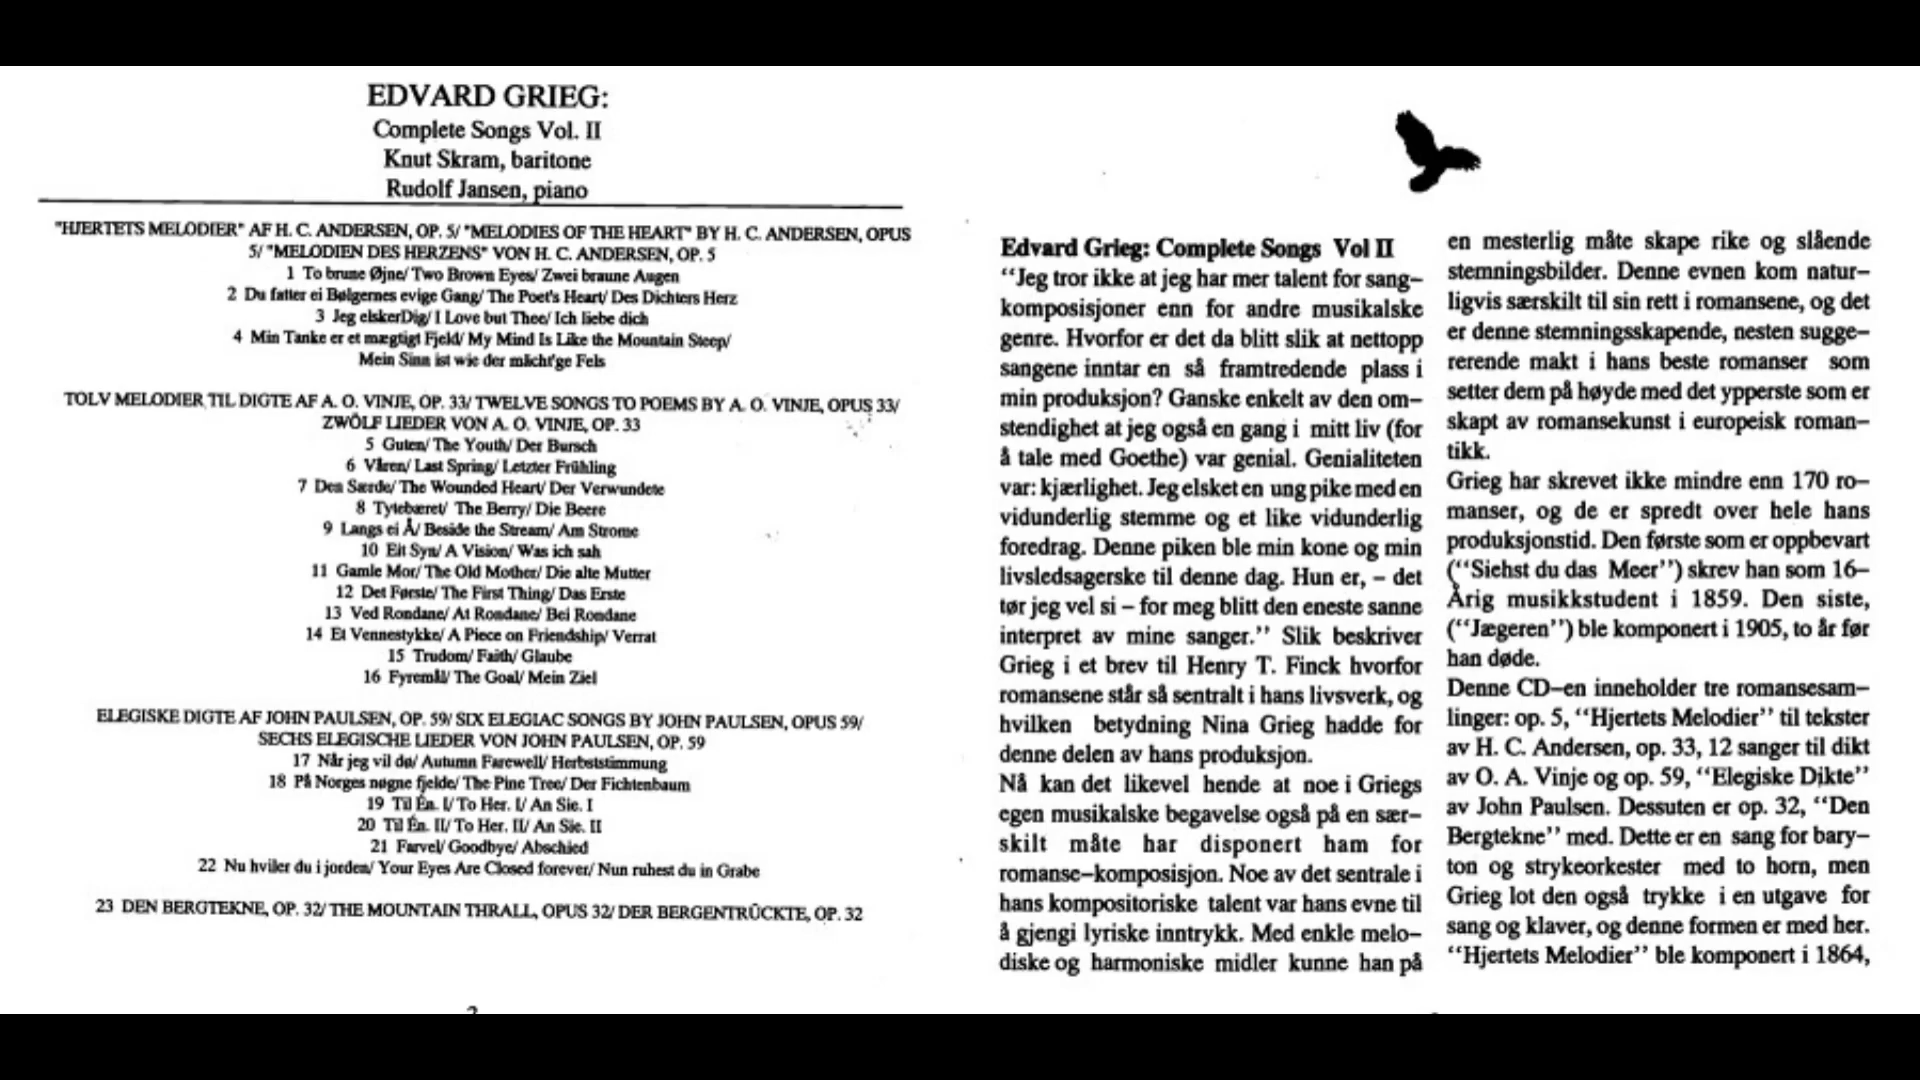 EDVARD GRIEG:
Complete Songs Vol. II
Knut Skram, baritone
Rudolf Jansen, piano
"HJERTETS MELODIER" AF H. C. ANDERSEN, OP. 5/ "MELODIES OF THE HEART" BY H. C. ANDERSEN, OPUS
5/ "MELODIEN DES HERZENS" VON H. C. ANDERSEN, OP. 5
1 To brune Øjne/ Two Brown Eyes/ Zwei braune Augen
2 Du fatter ei Bølgernes evige Gang/ The Poet's Heart/ Des Dichters Herz
3 Jeg elskerDig/ I Love but Thee/ Ich liebe dich
4 Min Tanke er et mægtigt Fjeld/ My Mind Is Like the Mountain Steep/
Mein Sinn ist wie der mächt'ge Fels
TOLV MELODIER TIL DIGTE AF A. O. VINJE, OP. 33/ TWELVE SONGS TO POEMS BY A. O. VINJE, OPUS 33/
ZWÖLF LIEDER VON A. O. VINJE, OP. 33
5 Guten/ The Youth/ Der Bursch
6 Våren/ Last Spring/ Letzter Frühling
7 Den Særde/ The Wounded Heart/ Der Verwundete
8 Tytebæret/ The Berry/ Die Beere
9 Langs ei Å/ Beside the Stream/ Am Strome
10 Eit Syn/ A Vision/ Was ich sah
11 Gamle Mor/ The Old Mother/ Die alte Mutter
12 Det Første/ The First Thing/ Das Erste
13 Ved Rondane/ At Rondane/ Bei Rondane
14 Et Vennestykke/ A Piece on Friendship/ Verrat
15 Trudom/ Faith/ Glaube
16 Fyremål/ The Goal/ Mein Ziel
ELEGISKE DIGTE AF JOHN PAULSEN, OP. 59/ SIX ELEGIAC SONGS BY JOHN PAULSEN, OPUS 59/
SECHS ELEGISCHE LIEDER VON JOHN PAULSEN, OP. 59
17 Når jeg vil dø/ Autumn Farewell/ Herbststimmung
18 På Norges nøgne fjelde/ The Pine Tree/ Der Fichtenbaum
19 Til Én. I/ To Her. I/ An Sie. I
20 Til Én. II/ To Her. II/ An Sie. II
21 Farvel/ Goodbye/ Abschied
22 Nu hviler du i jorden/ Your Eyes Are Closed forever/ Nun ruhest du in Grabe
23 DEN BERGTEKNE, OP. 32/ THE MOUNTAIN THRALL, OPUS 32/ DER BERGENTRÜCKTE, OP. 32
Edvard Grieg: Complete Songs Vol II
“Jeg tror ikke at jeg har mer talent for sang–
komposisjoner enn for andre musikalske
genre. Hvorfor er det da blitt slik at nettopp
sangene inntar en så framtredende plass i
min produksjon? Ganske enkelt av den om–
stendighet at jeg også en gang i mitt liv (for
å tale med Goethe) var genial. Genialiteten
var: kjærlighet. Jeg elsket en ung pike med en
vidunderlig stemme og et like vidunderlig
foredrag. Denne piken ble min kone og min
livsledsagerske til denne dag. Hun er, – det
tør jeg vel si – for meg blitt den eneste sanne
interpret av mine sanger.” Slik beskriver
Grieg i et brev til Henry T. Finck hvorfor
romansene står så sentralt i hans livsverk, og
hvilken betydning Nina Grieg hadde for
denne delen av hans produksjon.
Nå kan det likevel hende at noe i Griegs
egen musikalske begavelse også på en sær–
skilt måte har disponert ham for
romanse–komposisjon. Noe av det sentrale i
hans kompositoriske talent var hans evne til
å gjengi lyriske inntrykk. Med enkle melo–
diske og harmoniske midler kunne han på
en mesterlig måte skape rike og slående
stemningsbilder. Denne evnen kom natur–
ligvis særskilt til sin rett i romansene, og det
er denne stemningsskapende, nesten sugge–
rerende makt i hans beste romanser som
setter dem på høyde med det ypperste som er
skapt av romansekunst i europeisk roman–
tikk.
Grieg har skrevet ikke mindre enn 170 ro–
manser, og de er spredt over hele hans
produksjonstid. Den første som er oppbevart
(“Siehst du das Meer”) skrev han som 16–
Årig musikkstudent i 1859. Den siste,
(“Jægeren”) ble komponert i 1905, to år før
han døde.
Denne CD–en inneholder tre romansesam–
linger: op. 5, “Hjertets Melodier” til tekster
av H. C. Andersen, op. 33, 12 sanger til dikt
av O. A. Vinje og op. 59, “Elegiske Dikte”
av John Paulsen. Dessuten er op. 32, “Den
Bergtekne” med. Dette er en sang for bary–
ton og strykeorkester med to horn, men
Grieg lot den også trykke i en utgave for
sang og klaver, og denne formen er med her.
“Hjertets Melodier” ble komponert i 1864,